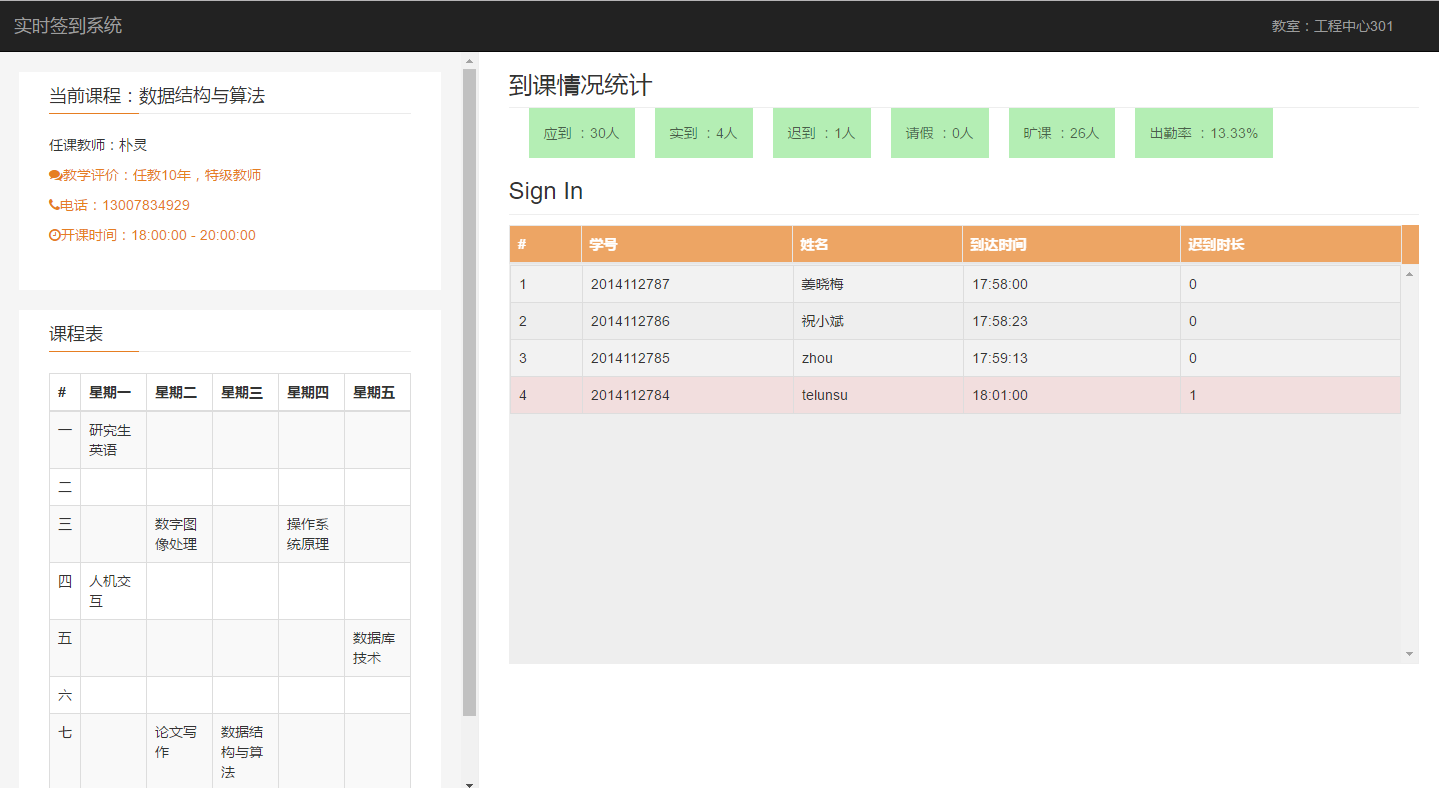 实时签到系统
教室：工程中心301
当前课程：数据结构与算法
任课教师：朴灵
教学评价：任教10年，特级教师
电话：13007834929
开课时间：18:00:00 - 20:00:00
课程表
# 星期一 星期二 星期三 星期四 星期五
一 研究生
英语
二
三 数字图 操作系
像处理 统原理
四 人机交
互
五 数据库
技术
六
七 论文写 数据结
作 构与算
法
到课情况统计
应到 ：30人 实到 ：4人 迟到 ：1人 请假 ：0人 旷课 ：26人 出勤率 ：13.33%
Sign In
# 学号 姓名 到达时间 迟到时长
1 2014112787 姜晓梅 17:58:00 0
2 2014112786 祝小斌 17:58:23 0
3 2014112785 zhou 17:59:13 0
4 2014112784 telunsu 18:01:00 1